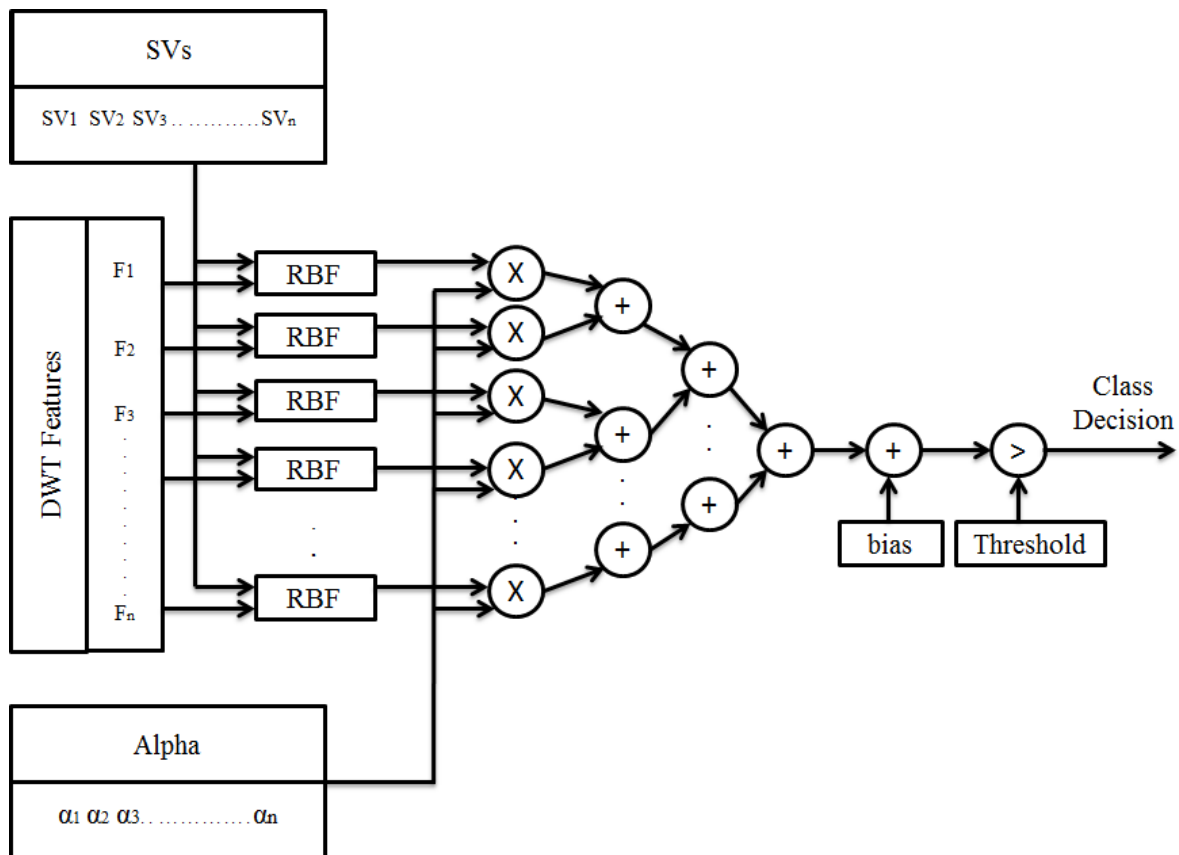 SVs
SV1 SV2 SV3 . . ............ SVn
DWT Features
F1
F2
F3
.
.
.
.
.
.
.
Fn
RBF
RBF
RBF
RBF
.
.
RBF
X
X
X
X
.
.
X
+
+
.
.
+
+
.
.
+
+
+
bias
>
Threshold
Class
Decision
Alpha
α1 α2 α3. . .............. αn